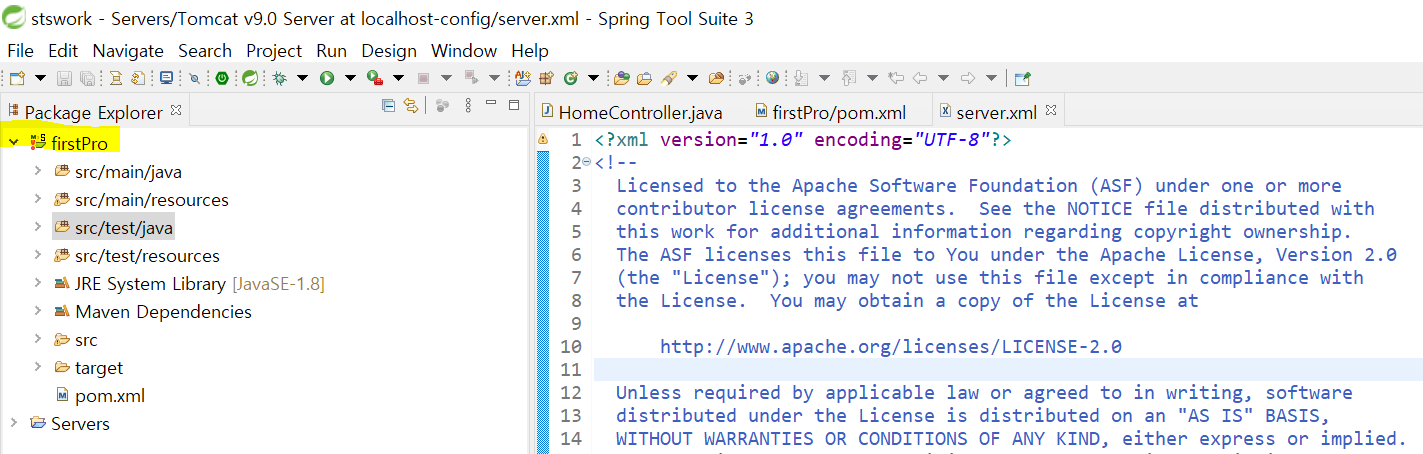 stswork - Servers/Tomcat v9.0 Server at localhost-config/server.xml - Spring Tool Suite 3
File Edit Navigate Search Project Run Design Window Help
Package Explorer
firstPro
src/main/java
src/main/resources
src/test/java
src/test/resources
JRE System Library [JavaSE-1.8]
Maven Dependencies
src
target
pom.xml
Servers
HomeController.java firstPro/pom.xml server.xml
1 <?xml version="1.0" encoding="UTF-8"?>
2 <!--
3 Licensed to the Apache Software Foundation (ASF) under one or more
4 contributor license agreements.  See the NOTICE file distributed with
5 this work for additional information regarding copyright ownership.
6 The ASF licenses this file to You under the Apache License, Version 2.0
7 (the "License"); you may not use this file except in compliance with
8 the License.  You may obtain a copy of the License at
9
10 http://www.apache.org/licenses/LICENSE-2.0
11
12 Unless required by applicable law or agreed to in writing, software
13 distributed under the License is distributed on an "AS IS" BASIS,
14 WITHOUT WARRANTIES OR CONDITIONS OF ANY KIND, either express or implied.